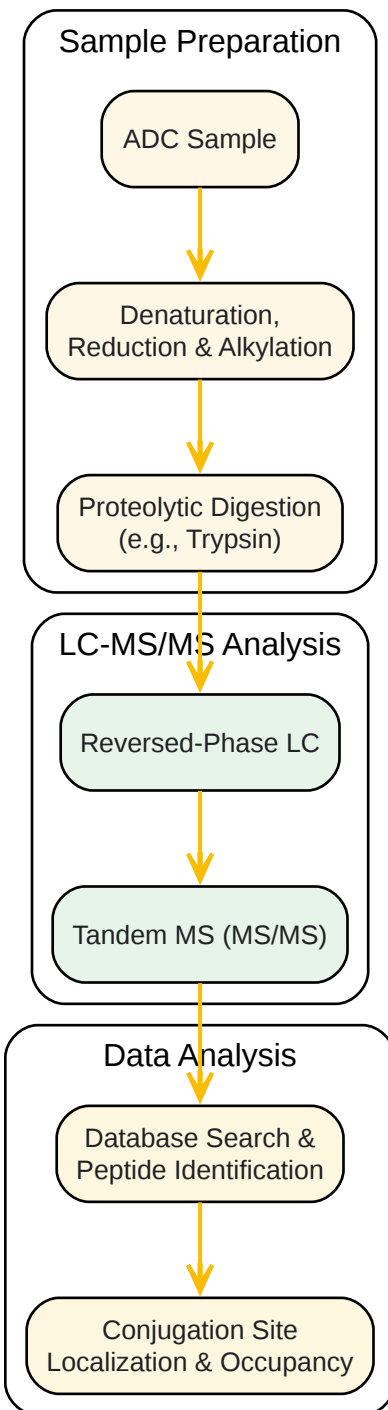 Sample Preparation
ADC Sample
Denaturation,
Reduction & Alkylation
Proteolytic Digestion
(e.g., Trypsin)
LC-MS/MS Analysis
Reversed-Phase LC
Tandem MS (MS/MS)
Data Analysis
Database Search &
Peptide Identification
Conjugation Site
Localization & Occupancy